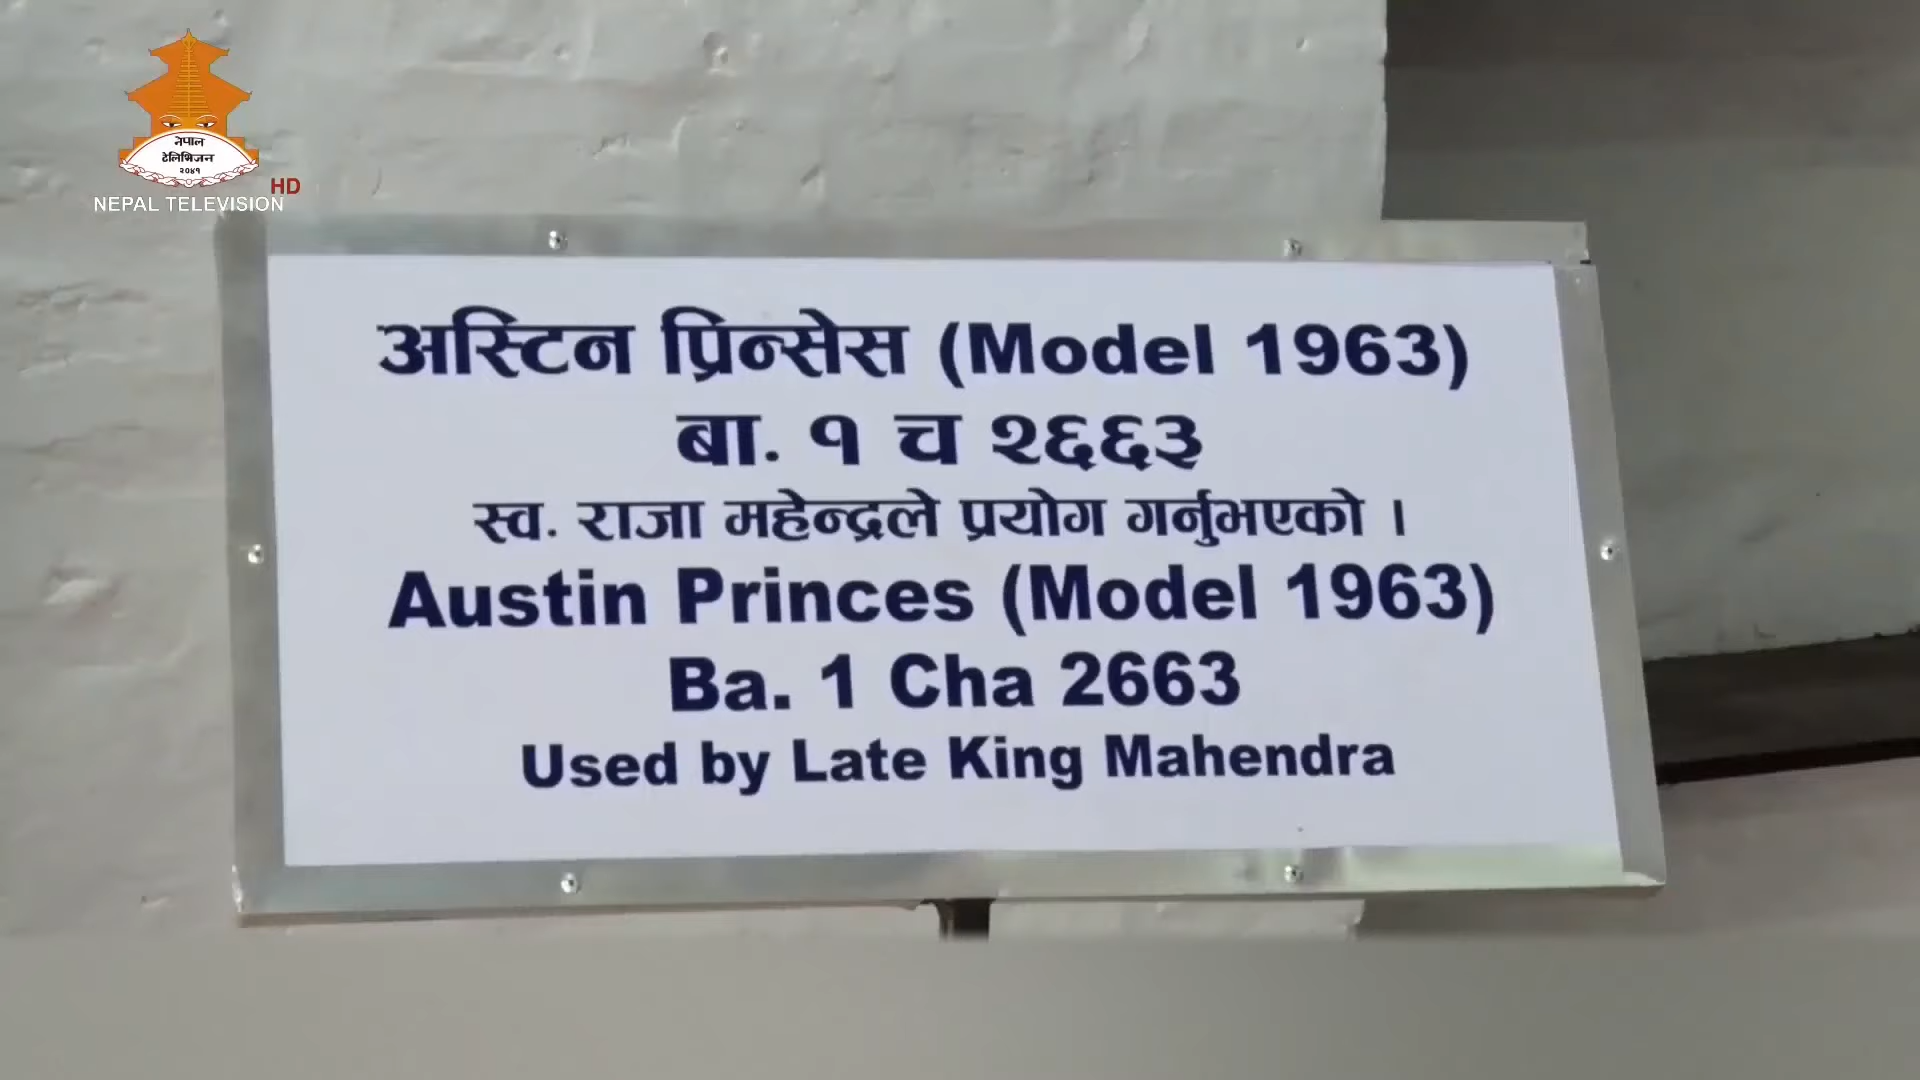 नेपाल
टेलिभिजन
२०४१
HD
NEPAL TELEVISION
अस्टिन प्रिन्सेस (Model 1963)
बा. १ च २६६३
स्व. राजा महेन्द्रले प्रयोग गर्नुभएको ।
Austin Princes (Model 1963)
Ba. 1 Cha 2663
Used by Late King Mahendra